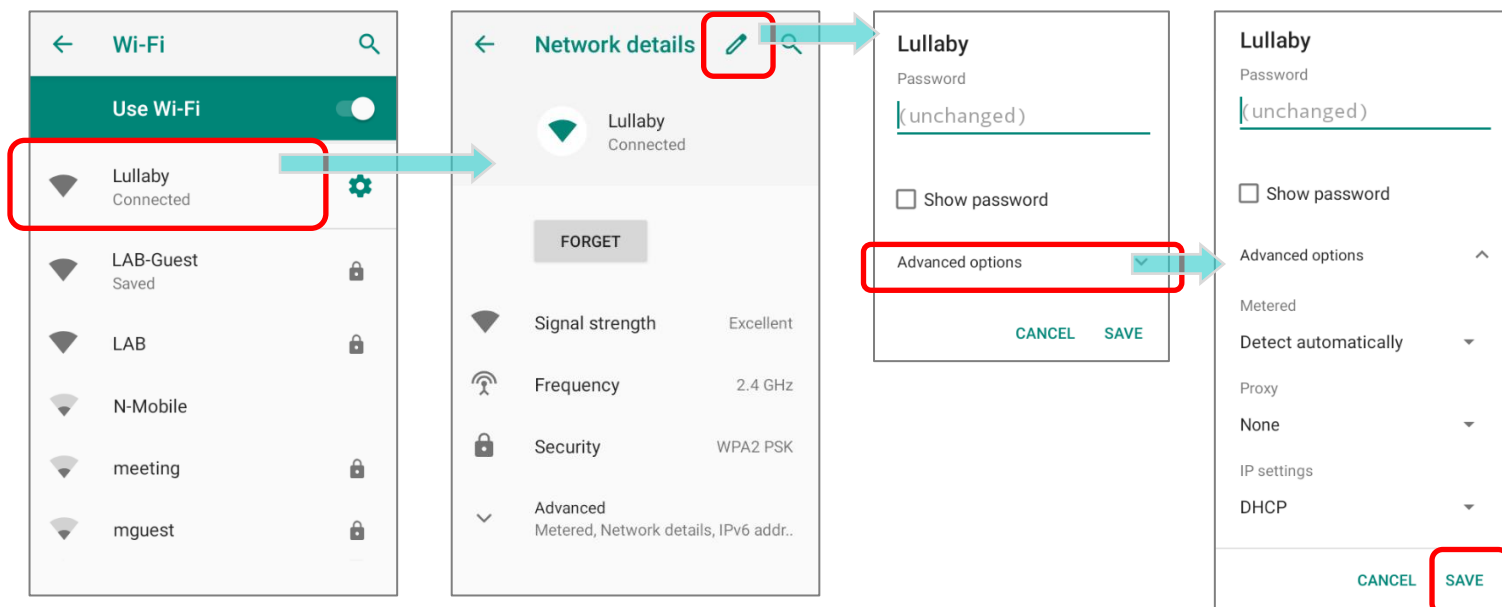 Wi-Fi
Use Wi-Fi
Lullaby
Connected
LAB-Guest
Saved
LAB
N-Mobile
meeting
mguest
Network details
Lullaby
Connected
FORGET
Signal strength Excellent
Frequency 2.4 GHz
Security WPA2 PSK
Advanced
Metered, Network details, IPv6 addr..
Lullaby
Password
(unchanged)
Show password
Advanced options
CANCEL SAVE
Lullaby
Password
(unchanged)
Show password
Advanced options
Metered
Detect automatically
Proxy
None
IP settings
DHCP
CANCEL SAVE